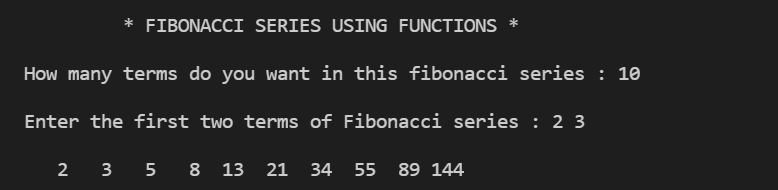 * FIBONACCI SERIES USING FUNCTIONS *
How many terms do you want in this fibonacci series : 10
Enter the first two terms of Fibonacci series : 2 3
2 3 5 8 13 21 34 55 89 144